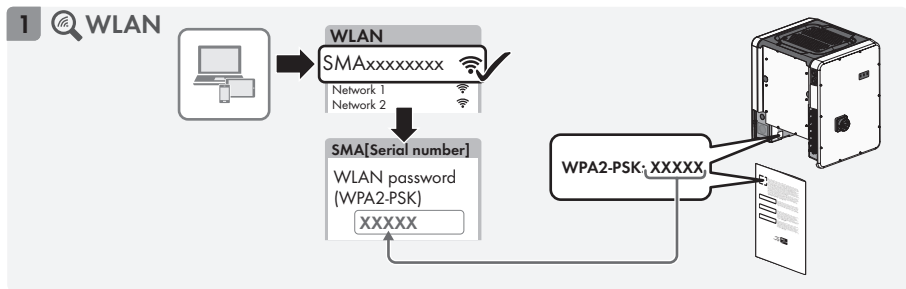 1 WLAN
WLAN
SMAxxxxxxxx
Network 1
Network 2
SMA[Serial number]
WLAN password
(WPA2-PSK)
XXXXX
WPA2-PSK: XXXXX